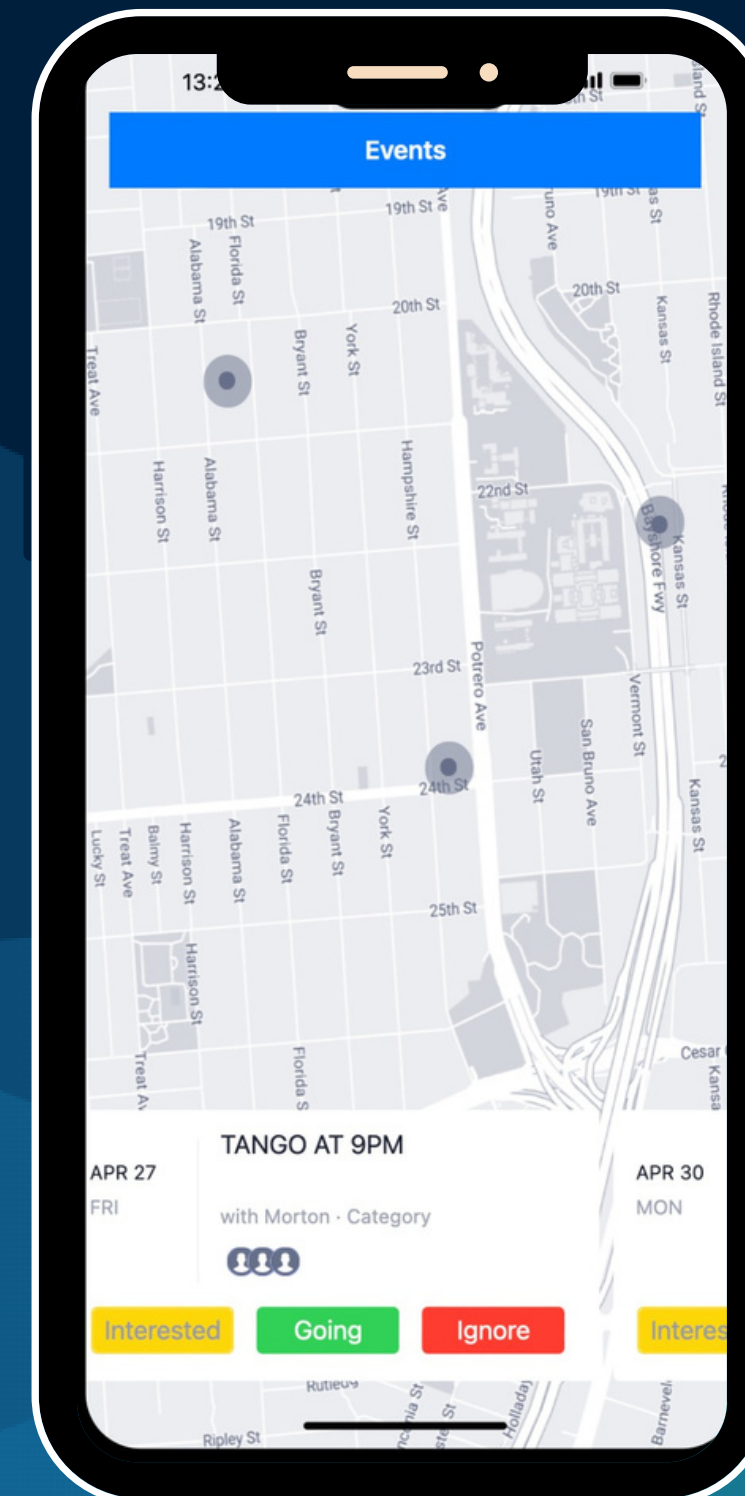 Events
19th St
19th St
Alabama St
Florida St
20th St
20th St
Kansas St
Rhode Island St
Treat Ave
Bryant St
York St
Harrison St
Alabama St
Hampshire St
22nd St
Bayshore Fwy
Kansas St
Bryant St
23rd St
Potrero Ave
Vermont St
Utah St
San Bruno Ave
24th St
24th St
Kansas St
Lucky St
Treat Ave
Balmy St
Harrison St
Alabama St
Florida St
Bryant St
York St
25th St
Harrison St
Treat Av
Florida S
Cesar
Kansa
APR 27
FRI
TANGO AT 9PM
with Morton · Category
Interested
Going
Ignore
APR 30
MON
Interes
Ripley St
Holladay
Barnevel